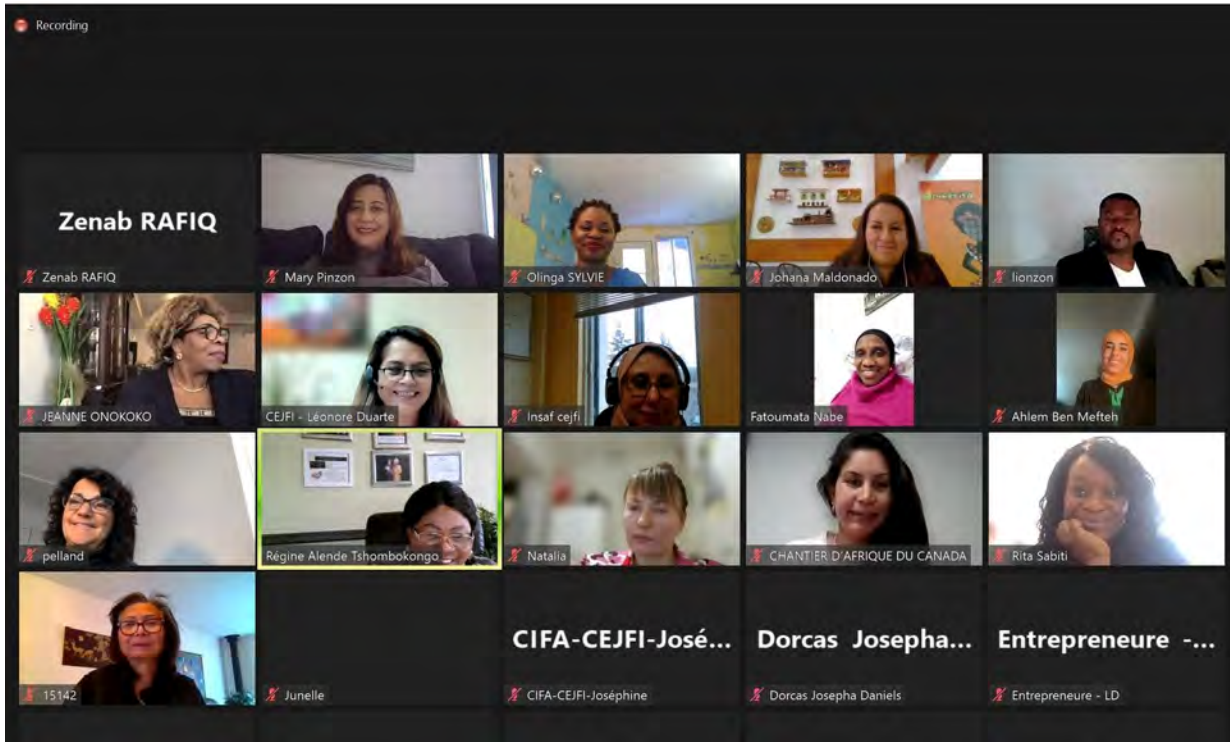 Recording
Zenab RAFIQ
Zenab RAFIQ
Mary Pinzon
Olinga SYLVIE
Johana Maldonado
lionzon
JEANNE ONOKOKO
CEJFI - Léonore Duarte
Insaf cejfi
Fatoumata Nabe
Ahlem Ben Mefteh
pelland
Régine Alende Tshombokongo
Natalia
CHANTIER D'AFRIQUE DU CANADA
Rita Sabiti
15142
Junelle
CIFA-CEJFI-José...
CIFA-CEJFI-Joséphine
Dorcas Josepha...
Dorcas Josepha Daniels
Entrepreneure -...
Entrepreneure - LD